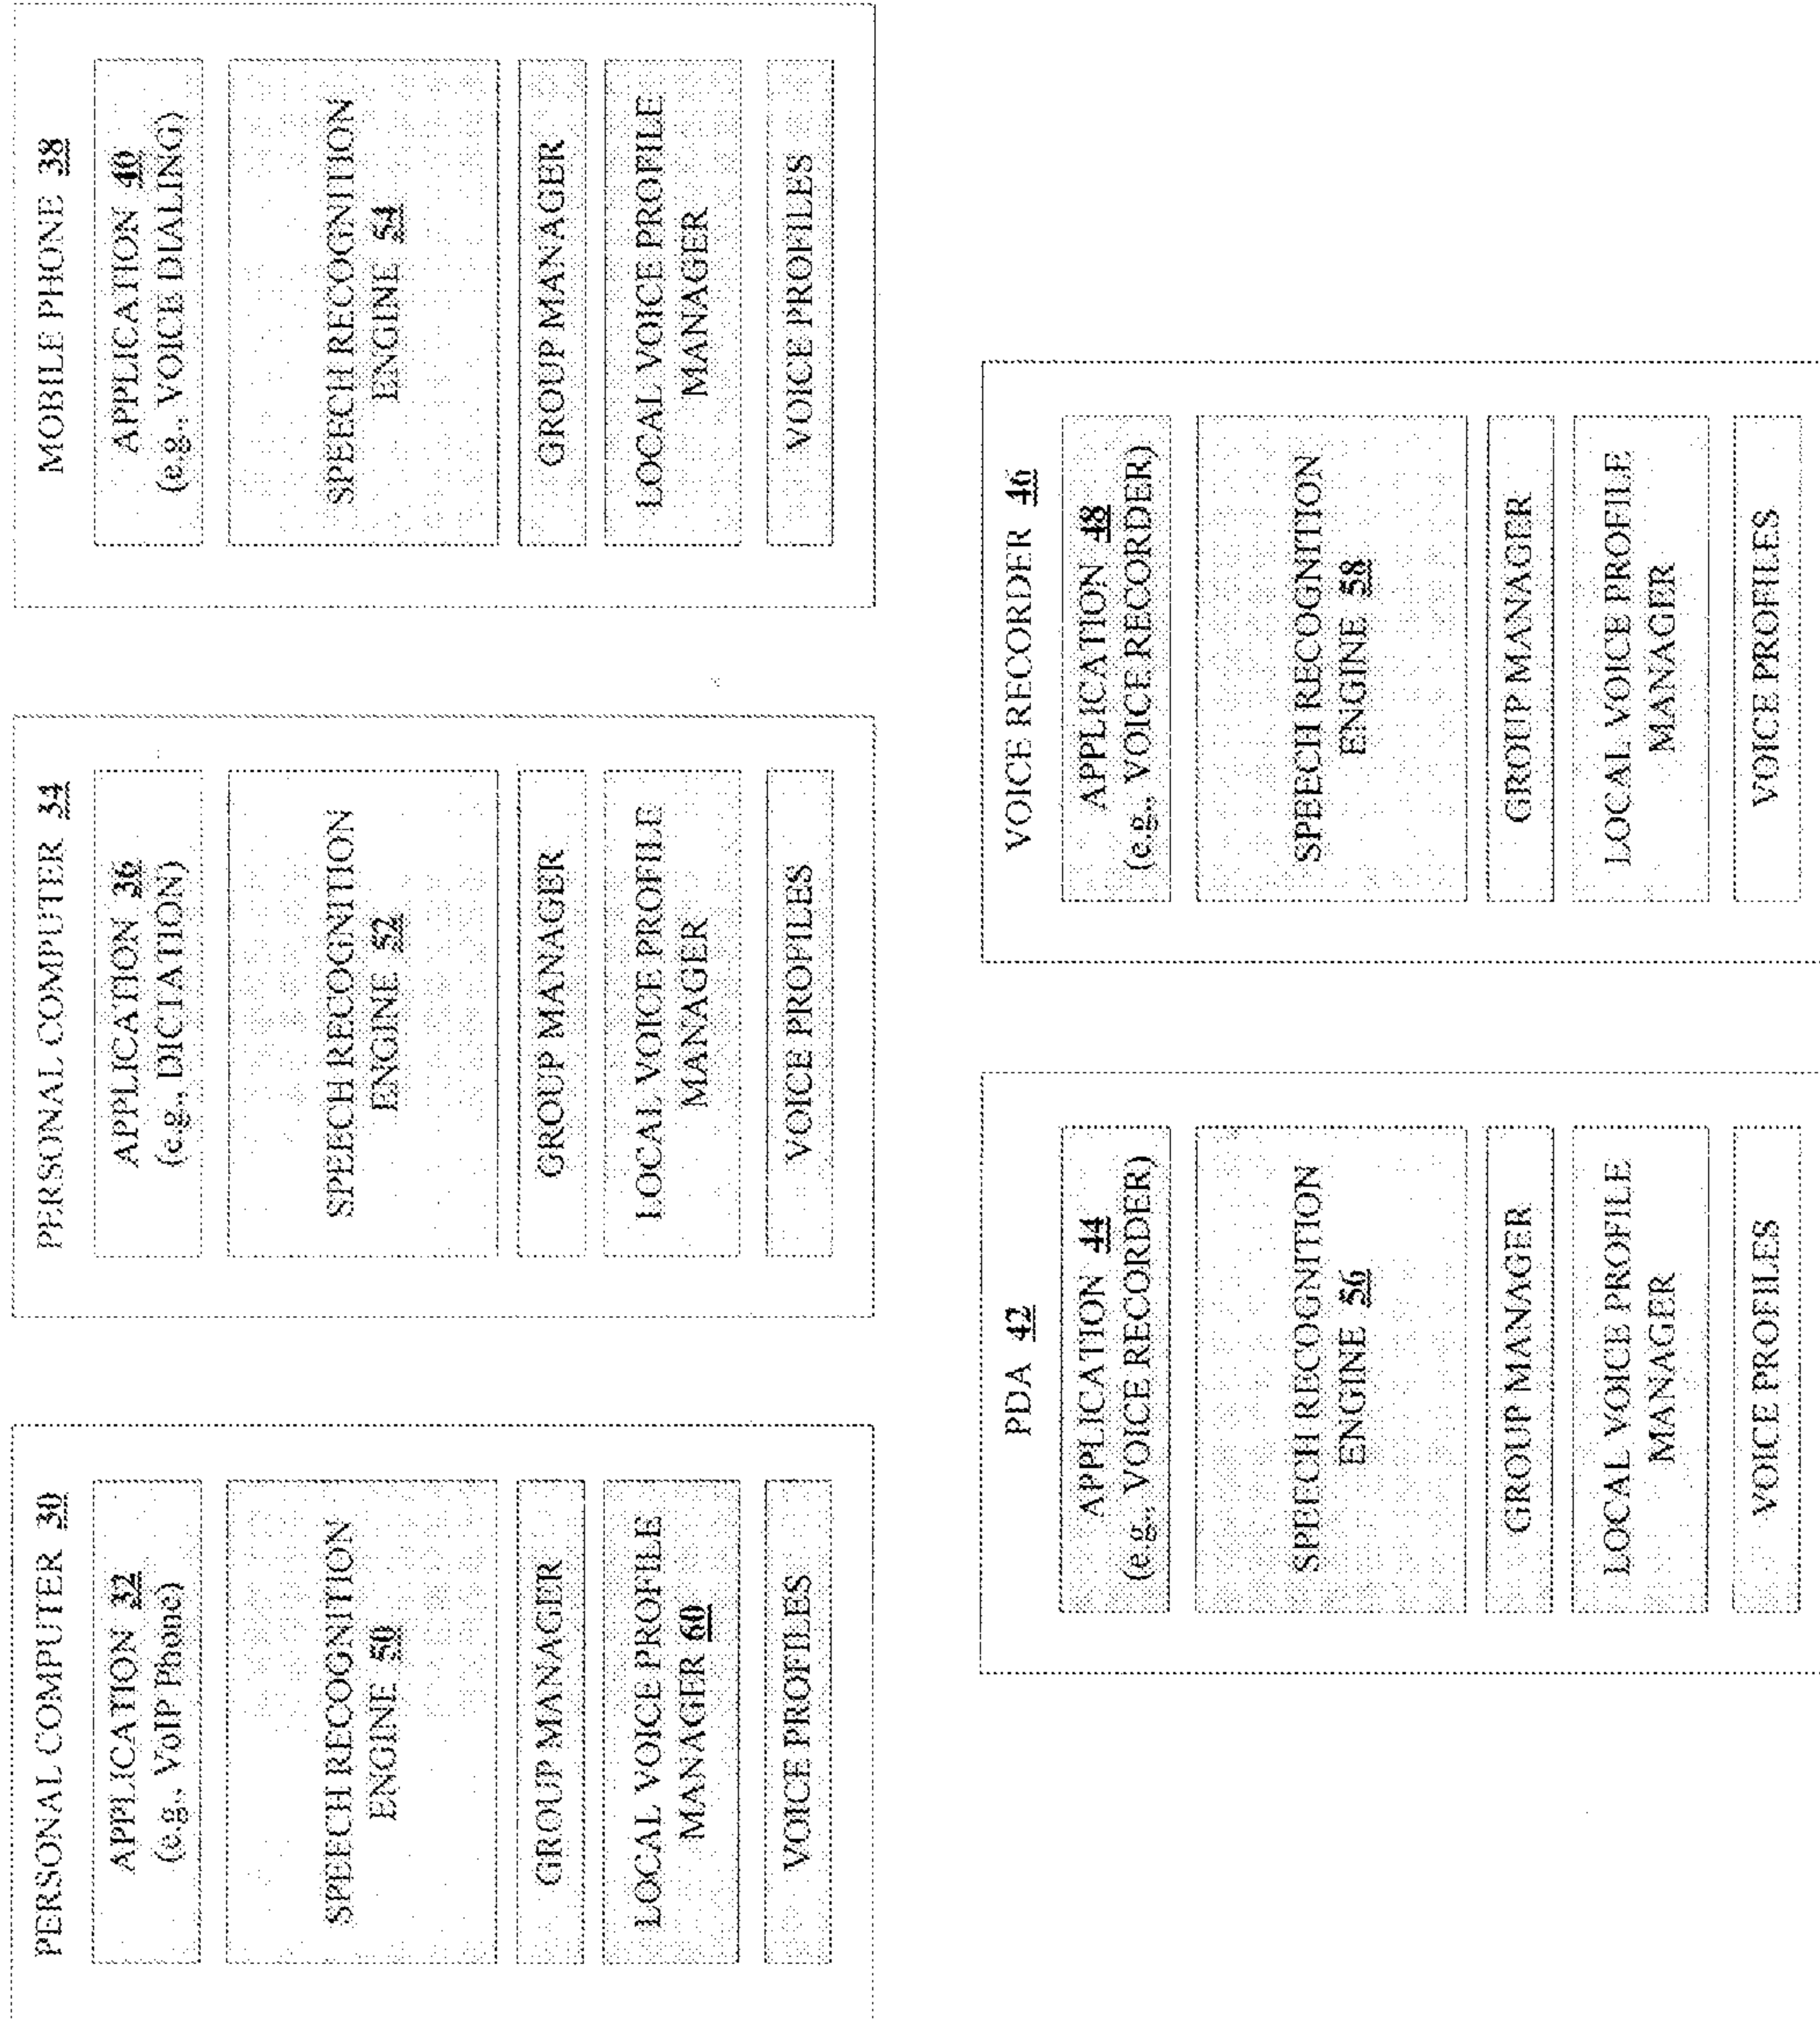 PERSONAL COMPUTER 30
APPLICATION 32
(e.g., VoIP Phone)
SPEECH RECOGNITION
ENGINE 50
GROUP MANAGER
LOCAL VOICE PROFILE
MANAGER 60
VOICE PROFILES
PERSONAL COMPUTER 34
APPLICATION 36
(e.g., DICTATION)
SPEECH RECOGNITION
ENGINE 52
GROUP MANAGER
LOCAL VOICE PROFILE
MANAGER
VOICE PROFILES
MOBILE PHONE 38
APPLICATION 40
(e.g., VOICE DIALING)
SPEECH RECOGNITION
ENGINE 54
GROUP MANAGER
LOCAL VOICE PROFILE
MANAGER
VOICE PROFILES
PDA 42
APPLICATION 44
(e.g., VOICE RECORDER)
SPEECH RECOGNITION
ENGINE 56
GROUP MANAGER
LOCAL VOICE PROFILE
MANAGER
VOICE PROFILES
VOICE RECORDER 46
APPLICATION 48
(e.g., VOICE RECORDER)
SPEECH RECOGNITION
ENGINE 58
GROUP MANAGER
LOCAL VOICE PROFILE
MANAGER
VOICE PROFILES